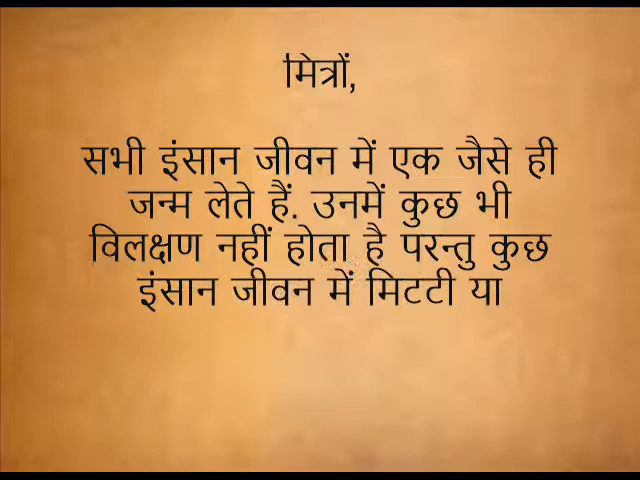 मित्रों,
सभी इंसान जीवन में एक जैसे ही
जन्म लेते हैं. उनमें कुछ भी
विलक्षण नहीं होता है परन्तु कुछ
इंसान जीवन में मिटटी या